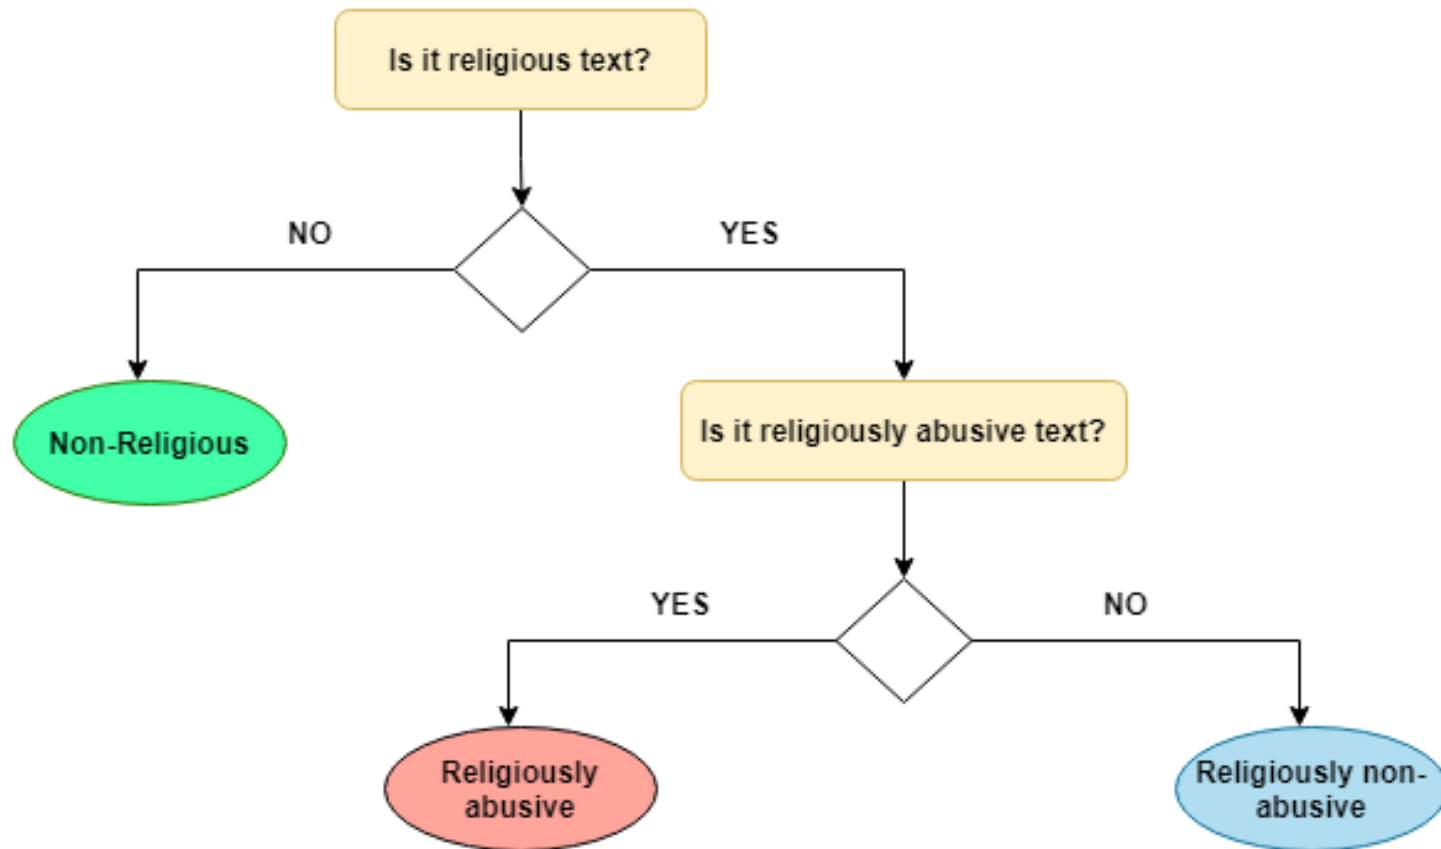 Is it religious text?
NO
YES
Non-Religious
Is it religiously abusive text?
YES
NO
Religiously
abusive
Religiously non-
abusive